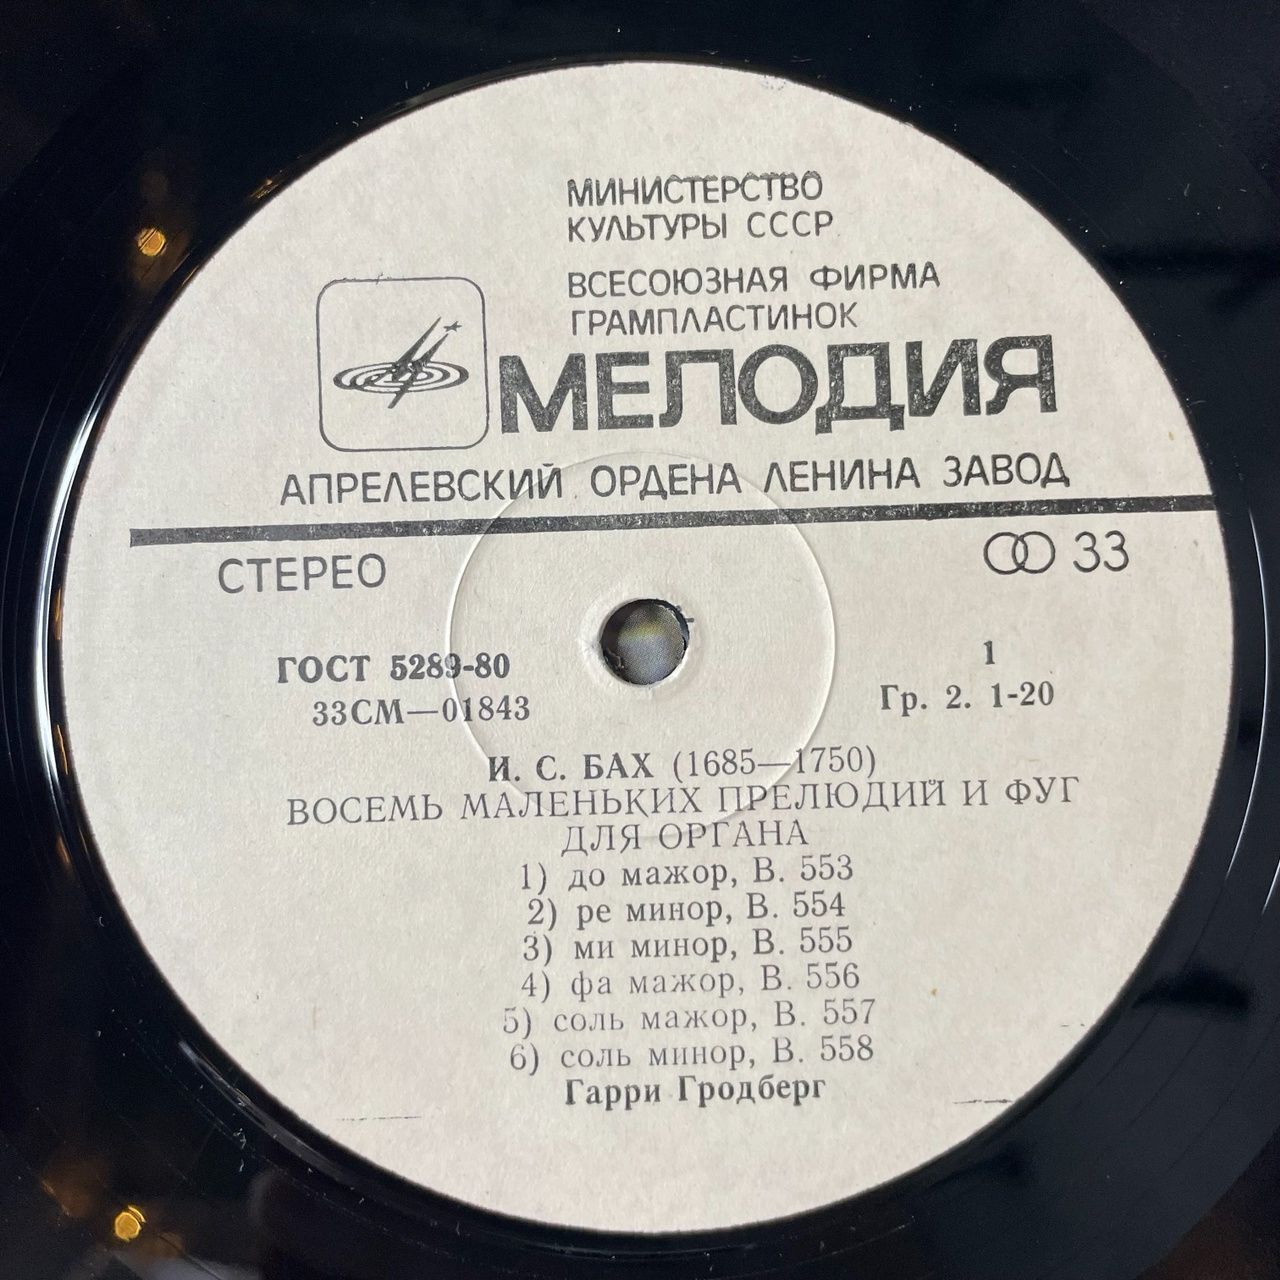 МИНИСТЕРСТВО
КУЛЬТУРЫ СССР
ВСЕСОЮЗНАЯ ФИРМА
ГРАМПЛАСТИНОК
МЕЛОДИЯ
АПРЕЛЕВСКИЙ ОРДЕНА ЛЕНИНА ЗАВОД
СТЕРЕО
33
ГОСТ 5289-80
33СМ—01843
1
Гр. 2. 1-20
И. С. БАХ (1685—1750)
ВОСЕМЬ МАЛЕНЬКИХ ПРЕЛЮДИЙ И ФУГ
ДЛЯ ОРГАНА
1) до мажор, В. 553
2) ре минор, В. 554
3) ми минор, В. 555
4) фа мажор, В. 556
5) соль мажор, В. 557
6) соль минор, В. 558
Гарри Гродберг